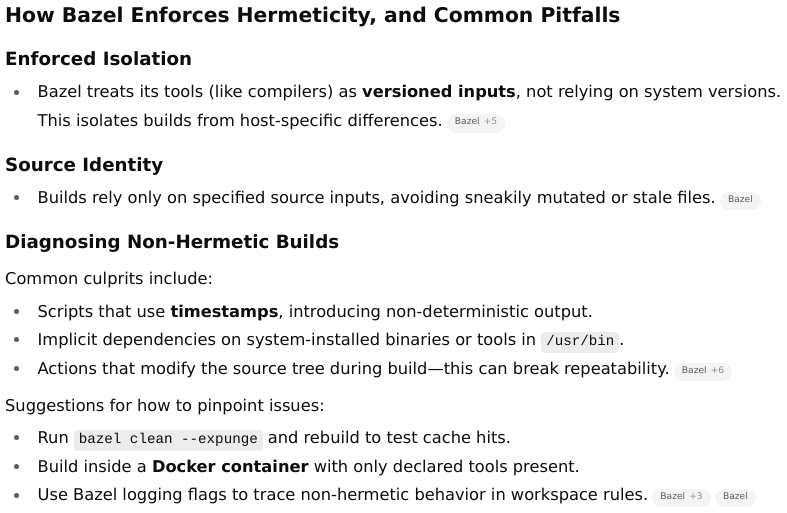 How Bazel Enforces Hermeticity, and Common Pitfalls
Enforced Isolation
Bazel treats its tools (like compilers) as versioned inputs, not relying on system versions.
This isolates builds from host-specific differences. Bazel +5
Source Identity
Builds rely only on specified source inputs, avoiding sneakily mutated or stale files. Bazel
Diagnosing Non-Hermetic Builds
Common culprits include:
Scripts that use timestamps, introducing non-deterministic output.
Implicit dependencies on system-installed binaries or tools in /usr/bin.
Actions that modify the source tree during build—this can break repeatability. Bazel +6
Suggestions for how to pinpoint issues:
Run bazel clean --expunge and rebuild to test cache hits.
Build inside a Docker container with only declared tools present.
Use Bazel logging flags to trace non-hermetic behavior in workspace rules. Bazel +3 Bazel